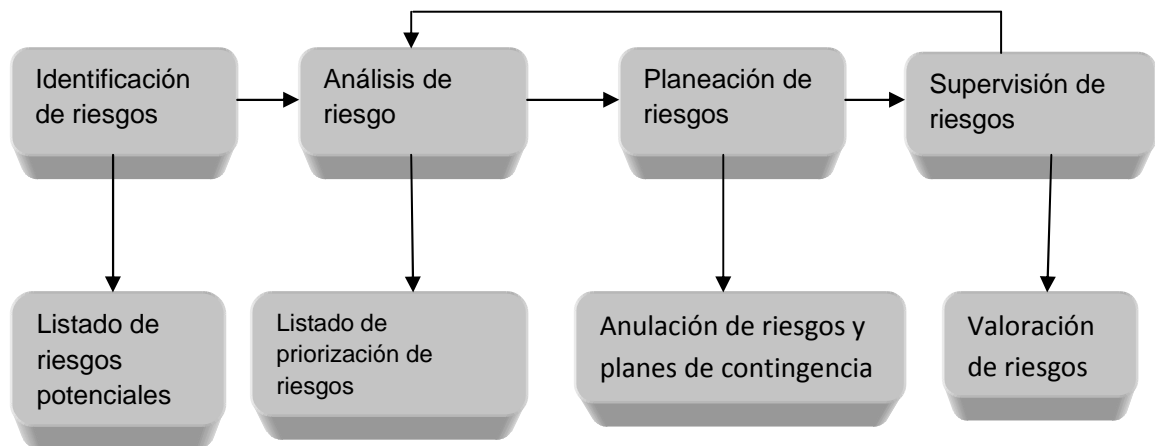 Identificación
de riesgos
Análisis de
riesgo
Planeación de
riesgos
Supervisión de
riesgos
Listado de
riesgos
potenciales
Listado de
priorización de
riesgos
Anulación de riesgos y
planes de contingencia
Valoración
de riesgos